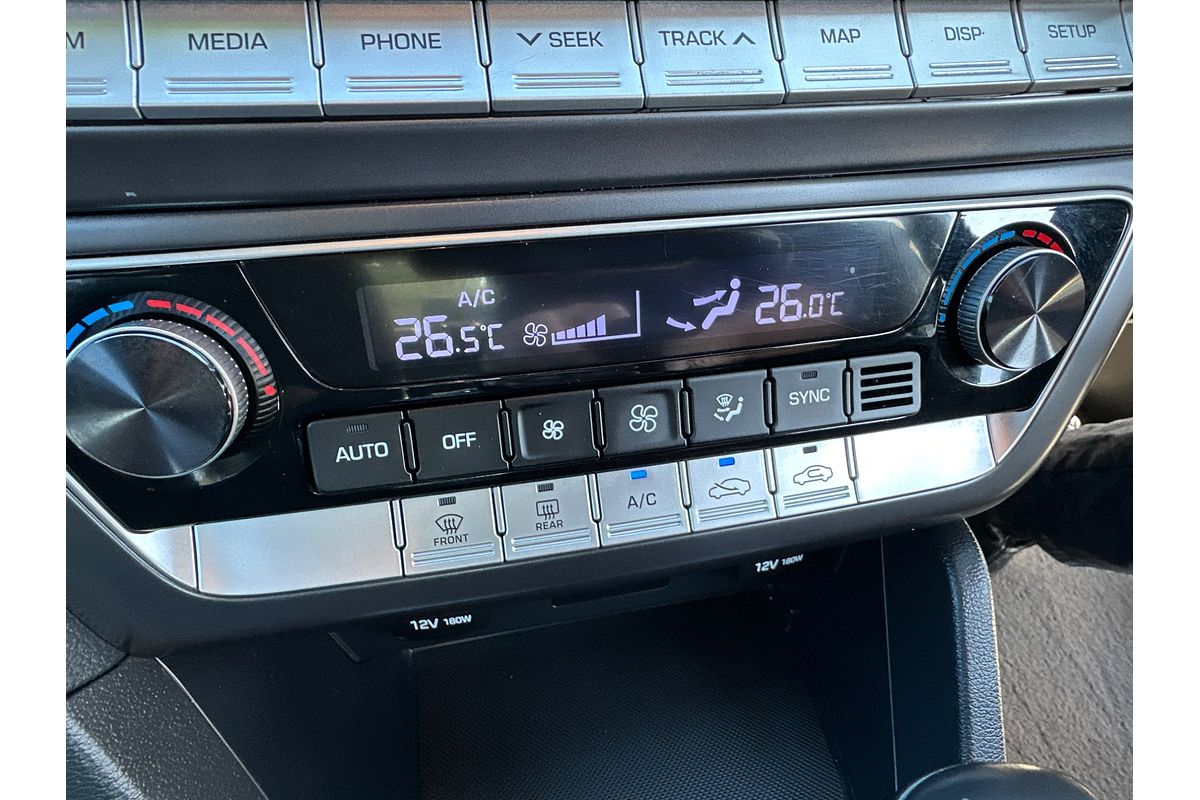 M
MEDIA
PHONE
SEEK
TRACK
MAP
DISP·
SETUP
A/C
26.5°C
26.0°C
AUTO
OFF
SYNC
FRONT
REAR
A/C
12V 180W
12V 180W